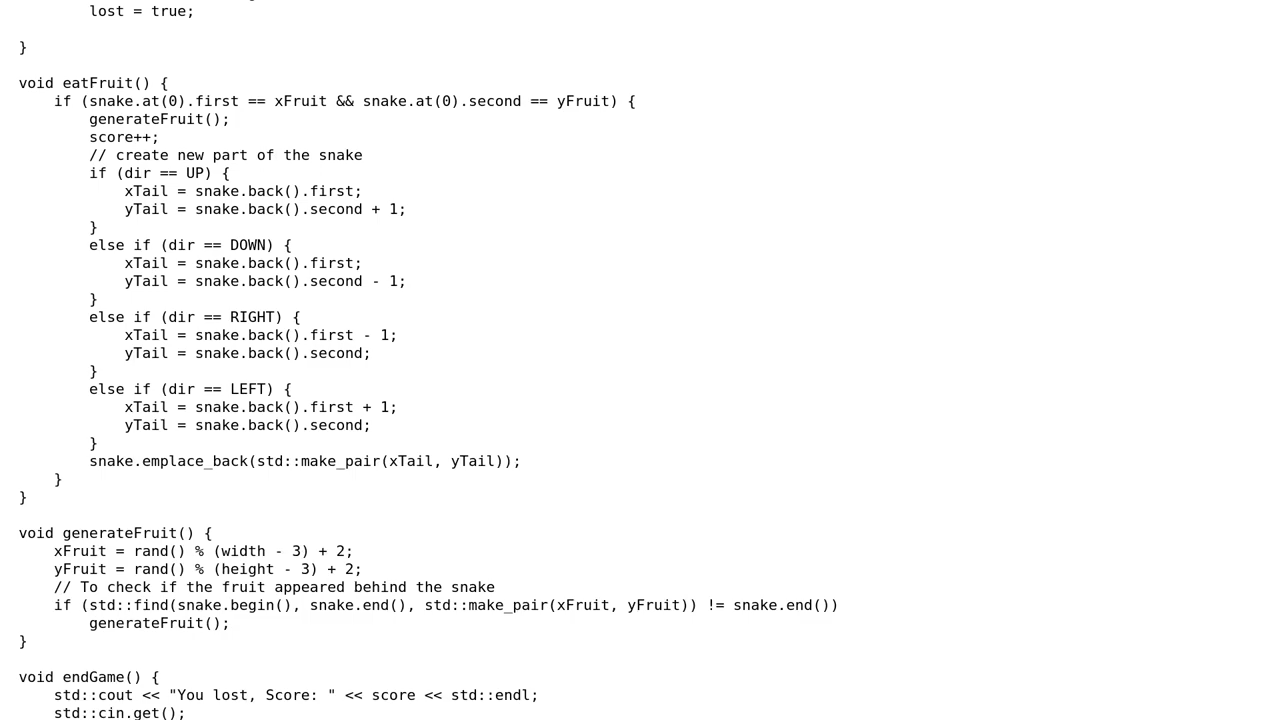 lost = true;
}
void eatFruit() {
if (snake.at(0).first == xFruit && snake.at(0).second == yFruit) {
generateFruit();
score++;
// create new part of the snake
if (dir == UP) {
xTail = snake.back().first;
yTail = snake.back().second + 1;
}
else if (dir == DOWN) {
xTail = snake.back().first;
yTail = snake.back().second - 1;
}
else if (dir == RIGHT) {
xTail = snake.back().first - 1;
yTail = snake.back().second;
}
else if (dir == LEFT) {
xTail = snake.back().first + 1;
yTail = snake.back().second;
}
snake.emplace_back(std::make_pair(xTail, yTail));
}
}
void generateFruit() {
xFruit = rand() % (width - 3) + 2;
yFruit = rand() % (height - 3) + 2;
// To check if the fruit appeared behind the snake
if (std::find(snake.begin(), snake.end(), std::make_pair(xFruit, yFruit)) != snake.end())
generateFruit();
}
void endGame() {
std::cout << "You lost, Score: " << score << std::endl;
std::cin.get();